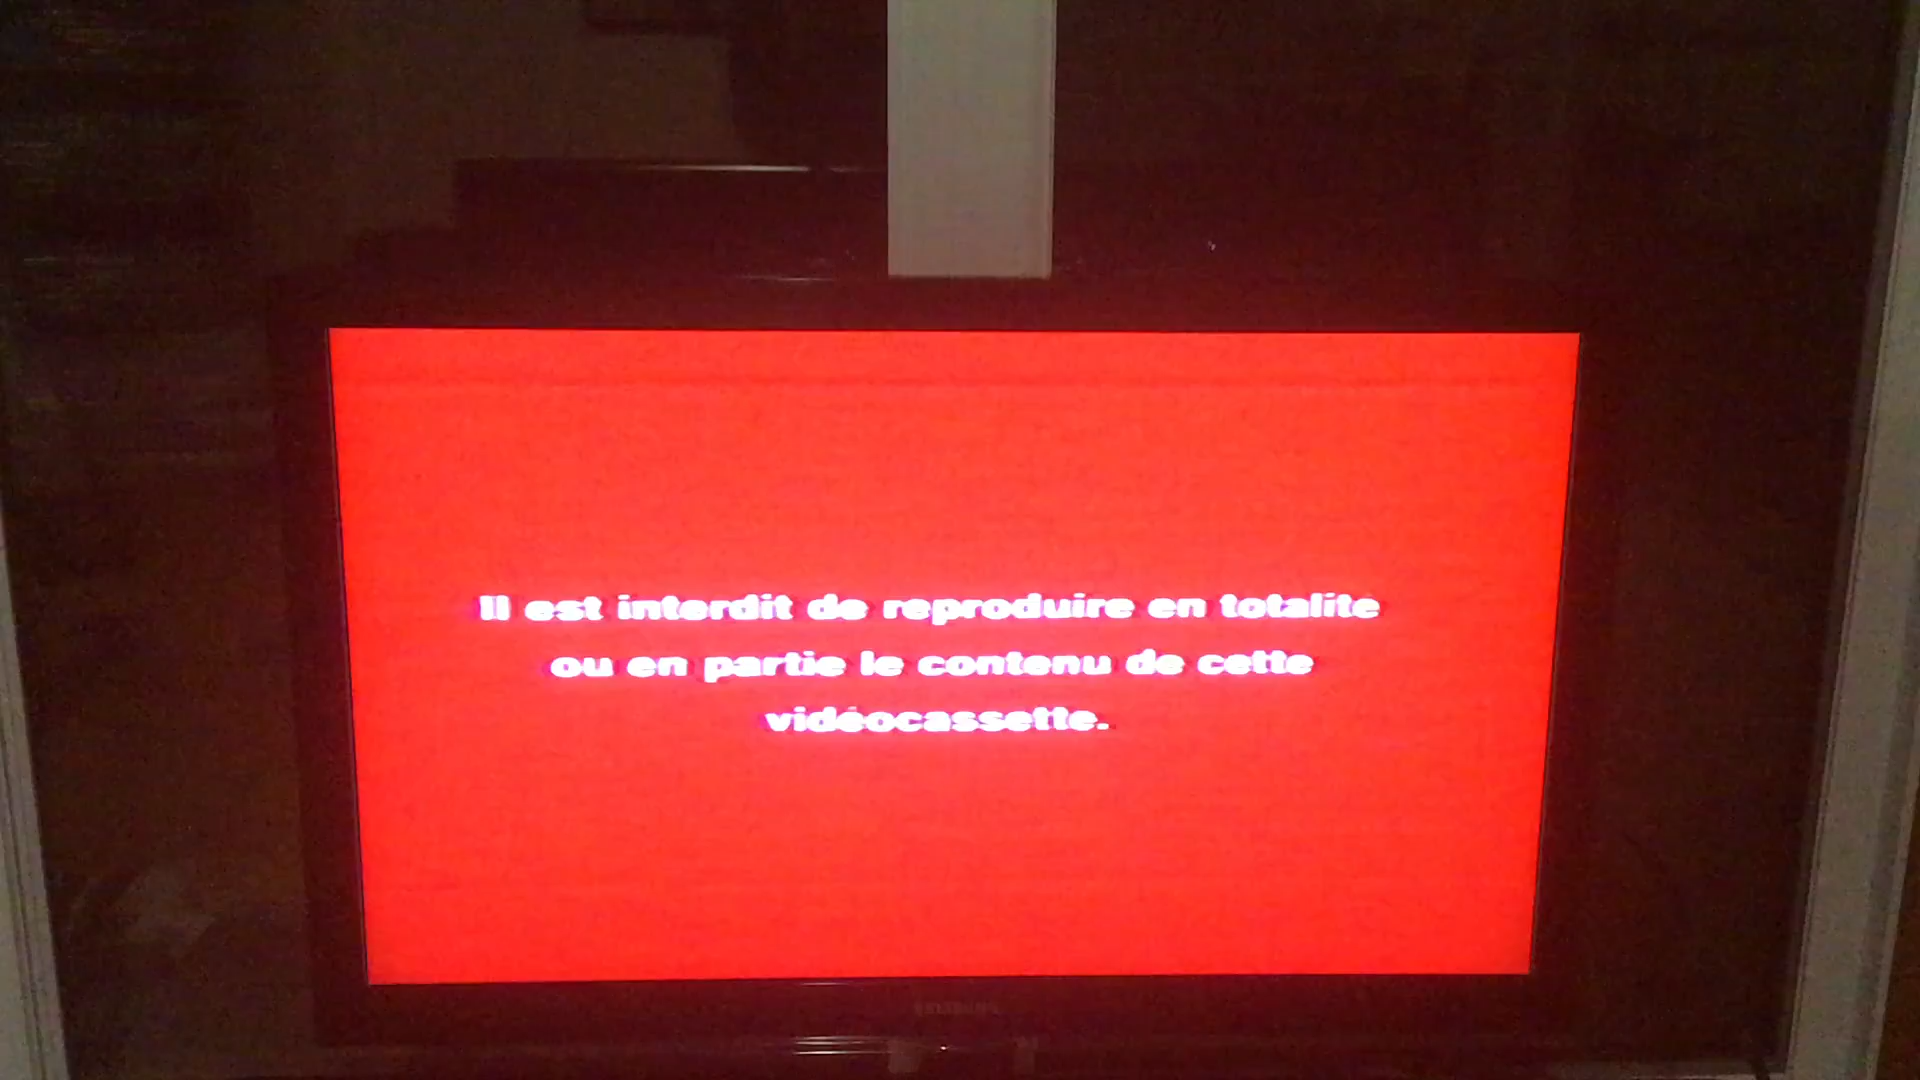 Il est interdit de reproduire en totalite
ou en partie le contenu de cette
vidéocassette.